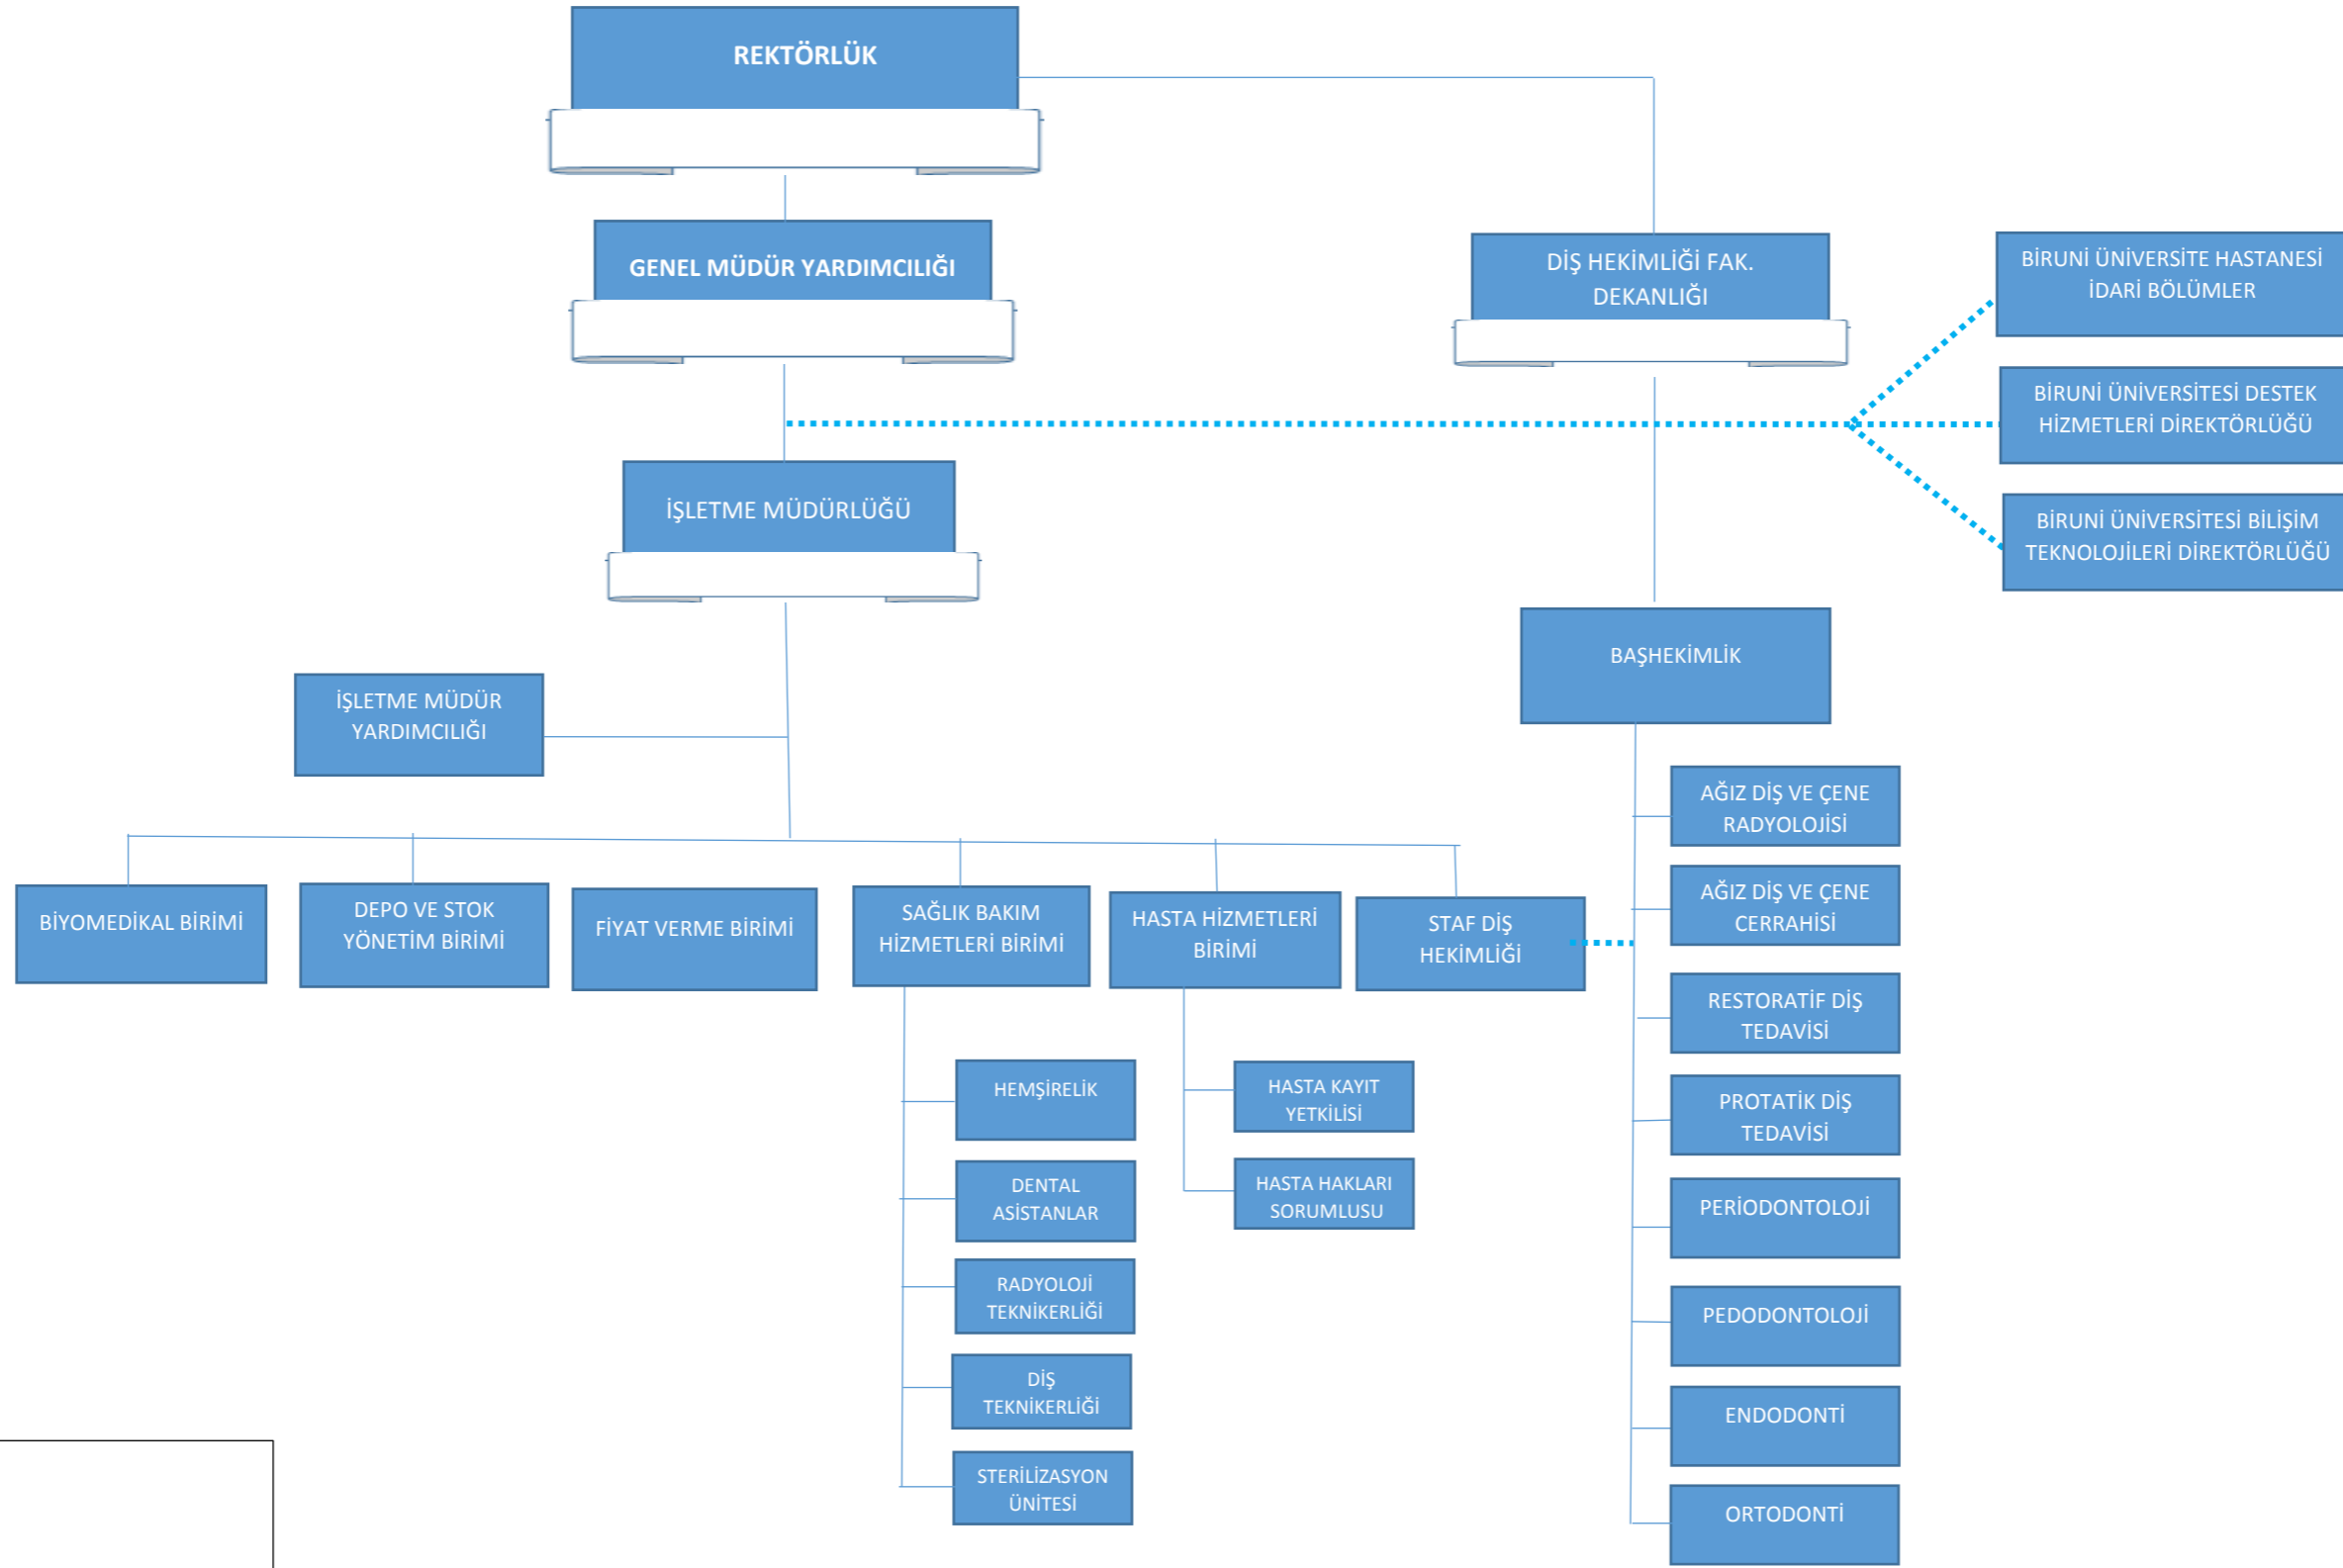 REKTÖRLÜK
GENEL MÜDÜR YARDIMCILIĞI
DİŞ HEKİMLİĞİ FAK.
DEKANLIĞI
BİRUNİ ÜNİVERSİTE HASTANESİ
İDARİ BÖLÜMLER
BİRUNİ ÜNİVERSİTESİ DESTEK
HİZMETLERİ DİREKTÖRLÜĞÜ
BİRUNİ ÜNİVERSİTESİ BİLİŞİM
TEKNOLOJİLERİ DİREKTÖRLÜĞÜ
İŞLETME MÜDÜRLÜĞÜ
BAŞHEKİMLİK
İŞLETME MÜDÜR
YARDIMCILIĞI
BİYOMEDİKAL BİRİMİ
DEPO VE STOK
YÖNETİM BİRİMİ
FİYAT VERME BİRİMİ
SAĞLIK BAKIM
HİZMETLERİ BİRİMİ
HASTA HİZMETLERİ
BİRİMİ
STAF DİŞ
HEKİMLİĞİ
HEMŞİRELİK
DENTAL
ASİSTANLAR
RADYOLOJİ
TEKNİKERLİĞİ
DİŞ
TEKNİKERLİĞİ
STERİLİZASYON
ÜNİTESİ
HASTA KAYIT
YETKİLİSİ
HASTA HAKLARI
SORUMLUSU
AĞIZ DİŞ VE ÇENE
RADYOLOJİSİ
AĞIZ DİŞ VE ÇENE
CERRAHİSİ
RESTORATİF DİŞ
TEDAVİSİ
PROTATİK DİŞ
TEDAVİSİ
PERİODONTOLOJİ
PEDODONTOLOJİ
ENDODONTİ
ORTODONTİ